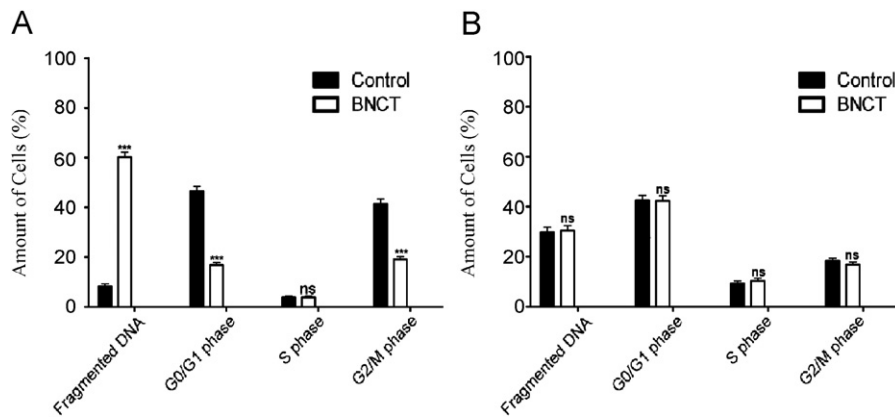 A
Amount of Cells (%)
100
80
60
40
20
0
Control
BNCT
***
***
ns
***
Fragmented DNA
G0/G1 phase
S phase
G2/M phase
B
Amount of Cells (%)
100
80
60
40
20
0
Control
BNCT
ns
ns
ns
ns
Fragmented DNA
G0/G1 phase
S phase
G2/M phase